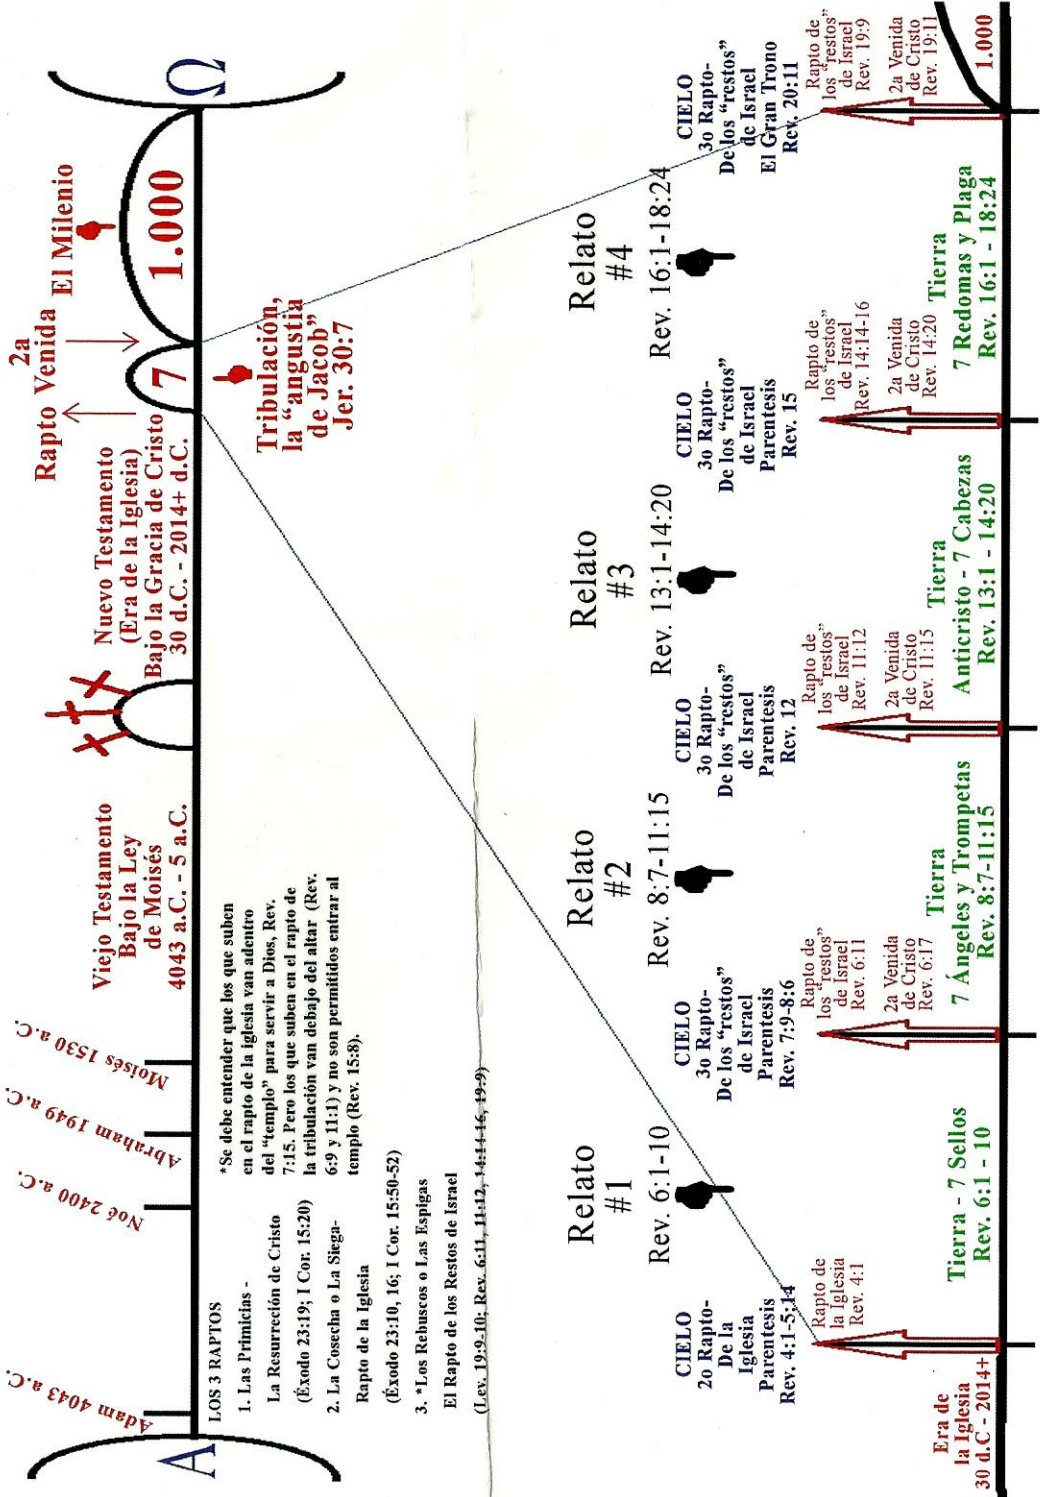 Α
Adam 4043 a.C.
Noé 2400 a.C.
Abraham 1949 a.C.
Moisés 1530 a.C.
Viejo Testamento
Bajo la Ley
de Moisés
4043 a.C. - 5 a.C.
Nuevo Testamento
(Era de la Iglesia)
Bajo la Gracia de Cristo
30 d.C. - 2014+ d.C.
2a
Rapto Venida
7
El Milenio
1.000
Ω
Tribulación,
la “angustia
de Jacob”
Jer. 30:7
LOS 3 RAPTOS
1. Las Primicias -
La Resurreción de Cristo
(Éxodo 23:19; I Cor. 15:20)
2. La Cosecha o La Siega-
Rapto de la Iglesia
(Éxodo 23:10, 16; I Cor. 15:50-52)
3. *Los Rebuscos o Las Espigas
El Rapto de los Restos de Israel
(Lev. 19:9-10; Rev. 6:11, 11:12, 14:14-16, 19:9)
*Se debe entender que los que suben
en el rapto de la iglesia van adentro
del “templo” para servir a Dios, Rev.
7:15. Pero los que suben en el rapto de
la tribulación van debajo del altar (Rev.
6:9 y 11:1) y no son permitidos entrar al
templo (Rev. 15:8).
Relato
#1
Rev. 6:1-10
Relato
#2
Rev. 8:7-11:15
Relato
#3
Rev. 13:1-14:20
Relato
#4
Rev. 16:1-18:24
CIELO
2o Rapto-
De la
Iglesia
Parentesis
Rev. 4:1-5:14
CIELO
3o Rapto-
De los “restos”
de Israel
Parentesis
Rev. 7:9-8:6
CIELO
3o Rapto-
De los “restos”
de Israel
Parentesis
Rev. 12
CIELO
3o Rapto-
De los “restos”
de Israel
Parentesis
Rev. 15
CIELO
3o Rapto-
De los “restos”
de Israel
El Gran Trono
Rev. 20:11
Rapto de
la Iglesia
Rev. 4:1
Rapto de
los “restos”
de Israel
Rev. 6:11
2a Venida
de Cristo
Rev. 6:17
Rapto de
los “restos”
de Israel
Rev. 11:12
2a Venida
de Cristo
Rev. 11:15
Rapto de
los “restos”
de Israel
Rev. 14:14-16
2a Venida
de Cristo
Rev. 14:20
Rapto de
los “restos”
de Israel
Rev. 19:9
2a Venida
de Cristo
Rev. 19:11
Era de
la Iglesia
30 d.C - 2014+
Tierra - 7 Sellos
Rev. 6:1 - 10
Tierra
7 Ángeles y Trompetas
Rev. 8:7-11:15
Tierra
Anticristo - 7 Cabezas
Rev. 13:1 - 14:20
Tierra
7 Redomas y Plaga
Rev. 16:1 - 18:24
1.000